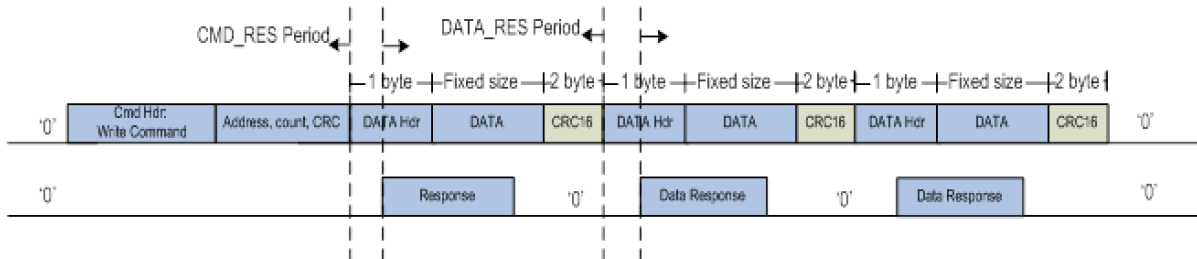 CMD_RES Period
DATA_RES Period
1 byte Fixed size 2 byte 1 byte Fixed size 2 byte 1 byte Fixed size 2 byte
'0' Cmd Hdr: Write Command Address, count, CRC DATA Hdr DATA CRC16 DATA Hdr DATA CRC16 DATA Hdr DATA CRC16 '0'
'0' Response '0' Data Response '0' Data Response '0'